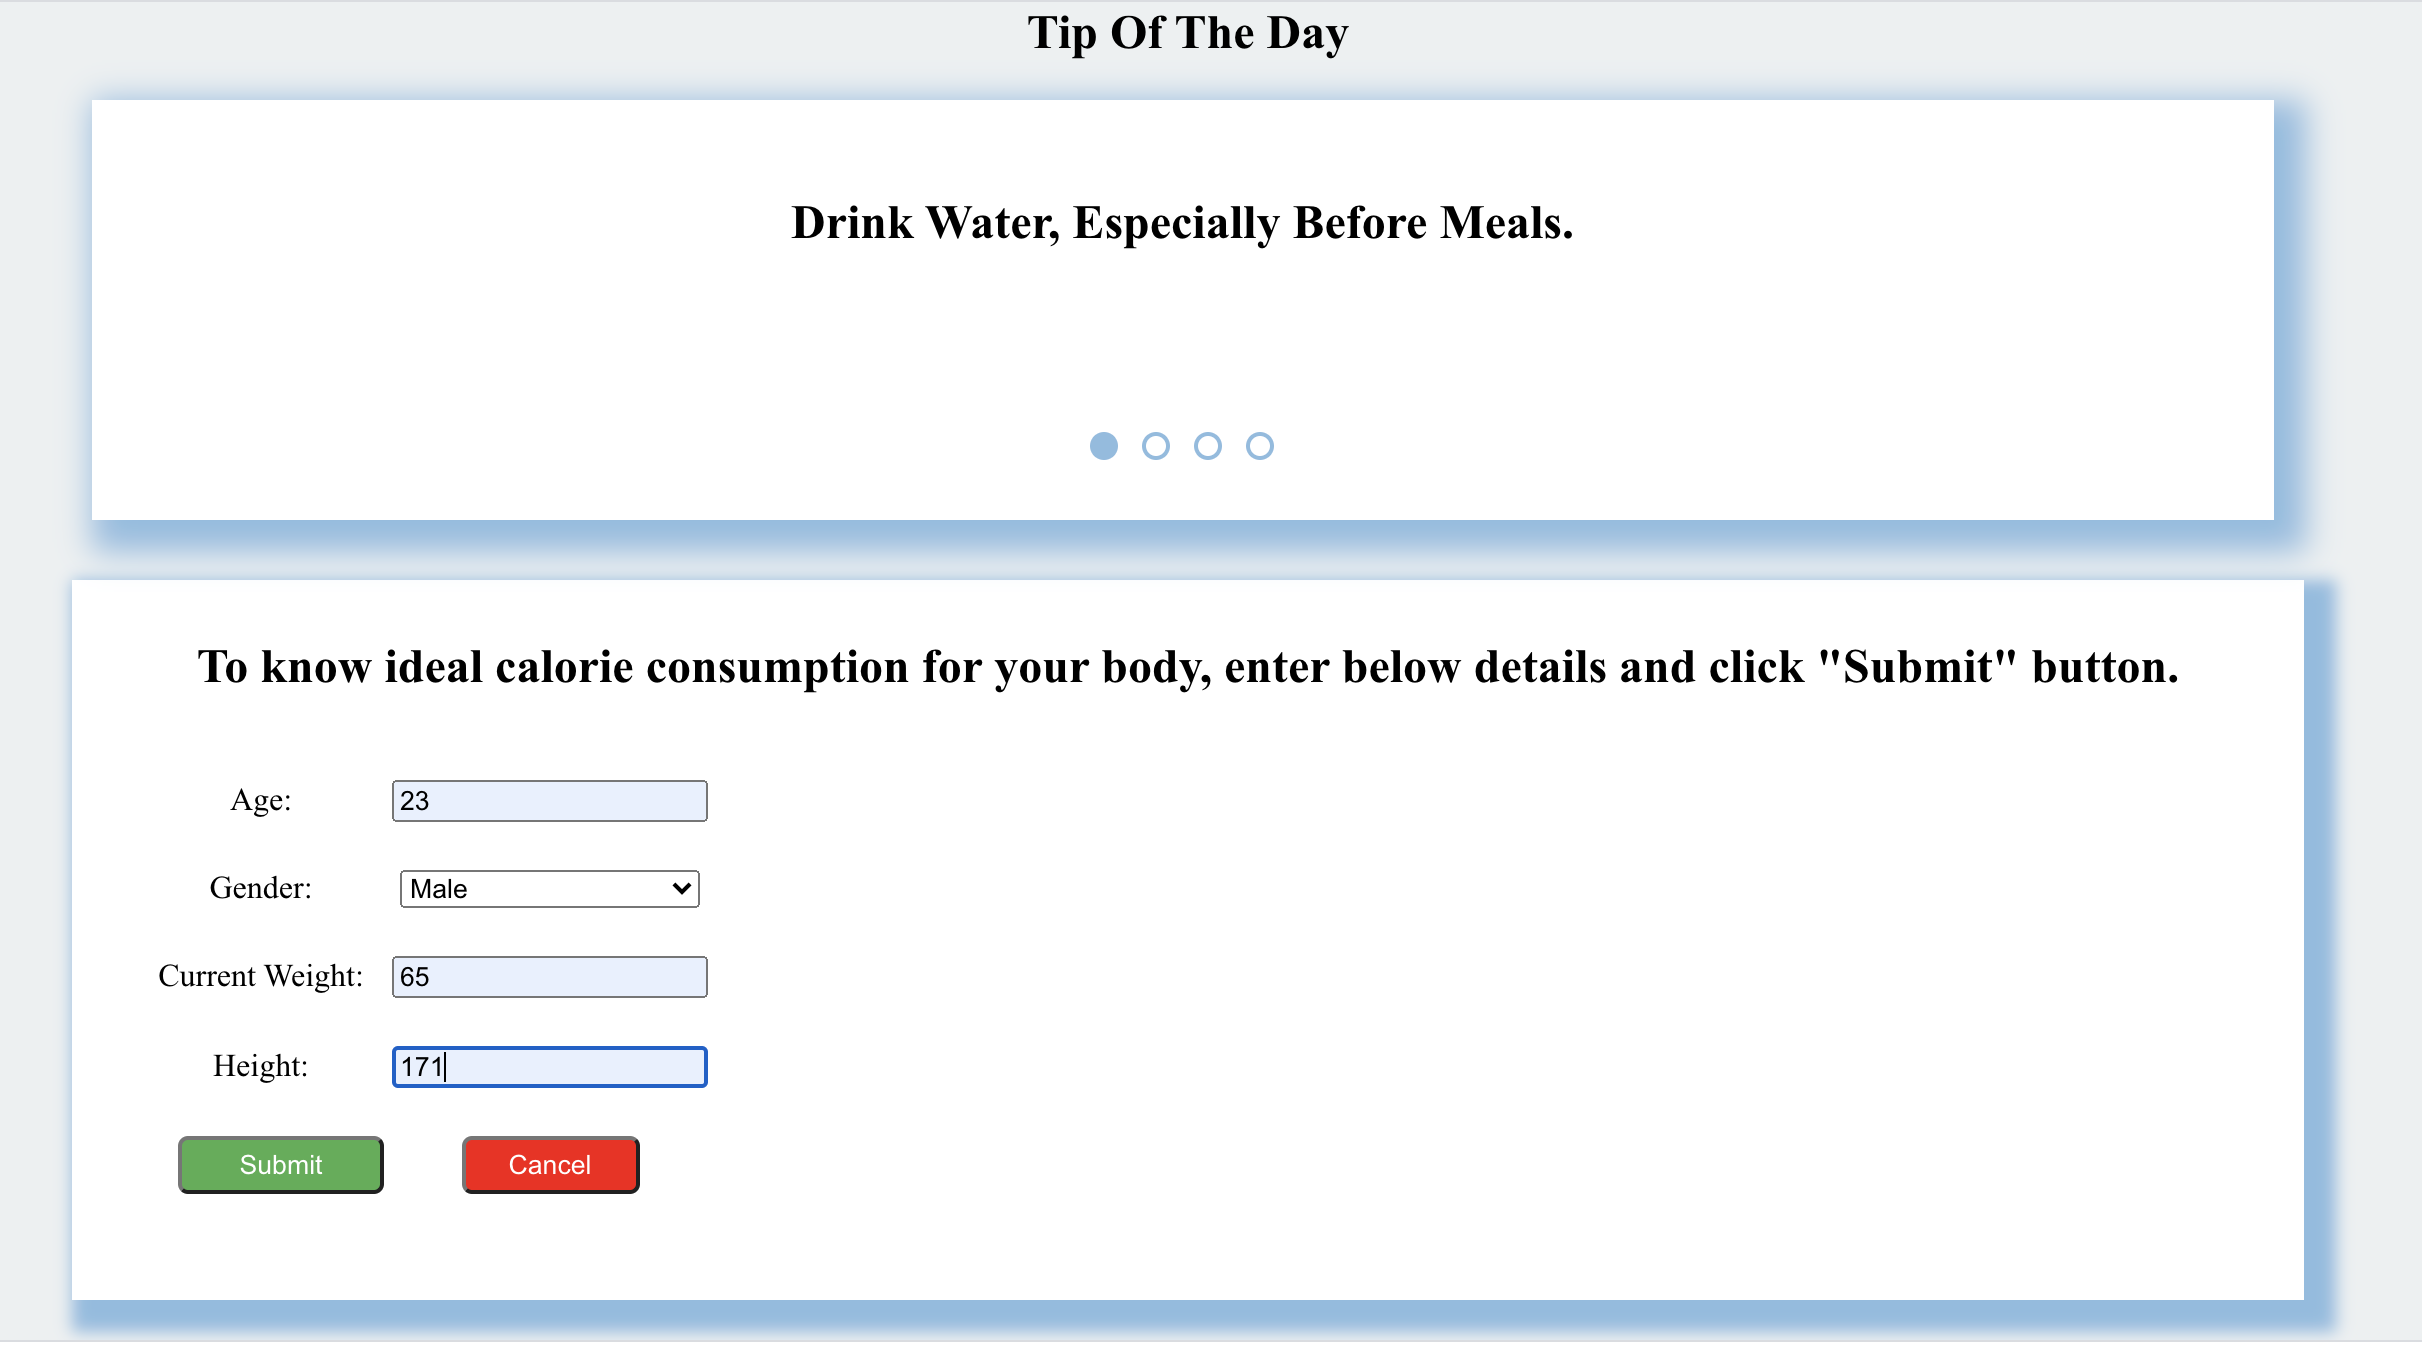 Tip Of The Day
Drink Water, Especially Before Meals.
To know ideal calorie consumption for your body, enter below details and click "Submit" button.
Age: 23
Gender: Male
Current Weight: 65
Height: 171
Submit Cancel